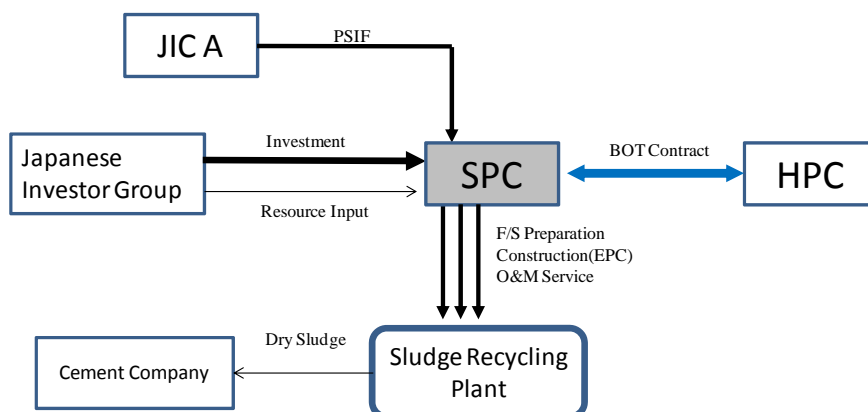 JIC A
PSIF
Japanese
Investor Group
Investment
Resource Input
SPC
BOT Contract
HPC
F/S Preparation
Construction(EPC)
O&M Service
Dry Sludge
Cement Company
Sludge Recycling
Plant